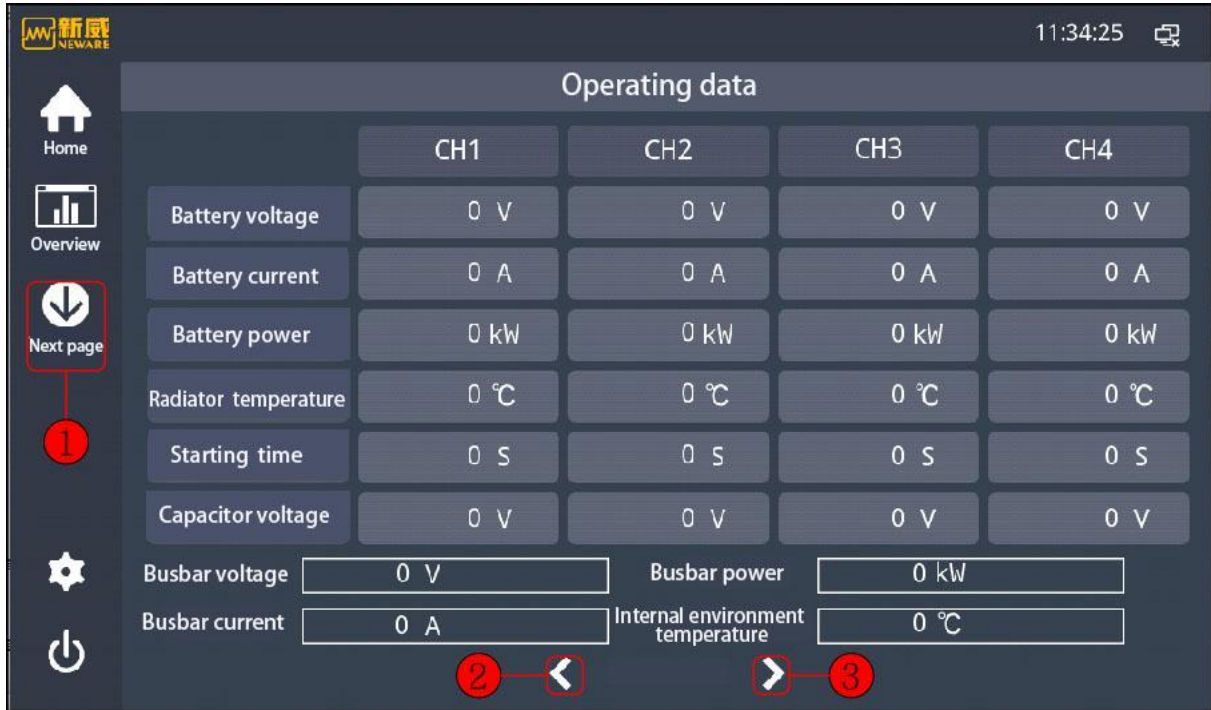 新威
NEWARE
11:34:25
Operating data
Home
Overview
Next page
1
CH1 CH2 CH3 CH4
Battery voltage 0 V 0 V 0 V 0 V
Battery current 0 A 0 A 0 A 0 A
Battery power 0 kW 0 kW 0 kW 0 kW
Radiator temperature 0 ℃ 0 ℃ 0 ℃ 0 ℃
Starting time 0 S 0 S 0 S 0 S
Capacitor voltage 0 V 0 V 0 V 0 V
Busbar voltage 0 V Busbar power 0 kW
Busbar current 0 A Internal environment
temperature 0 ℃
2 3